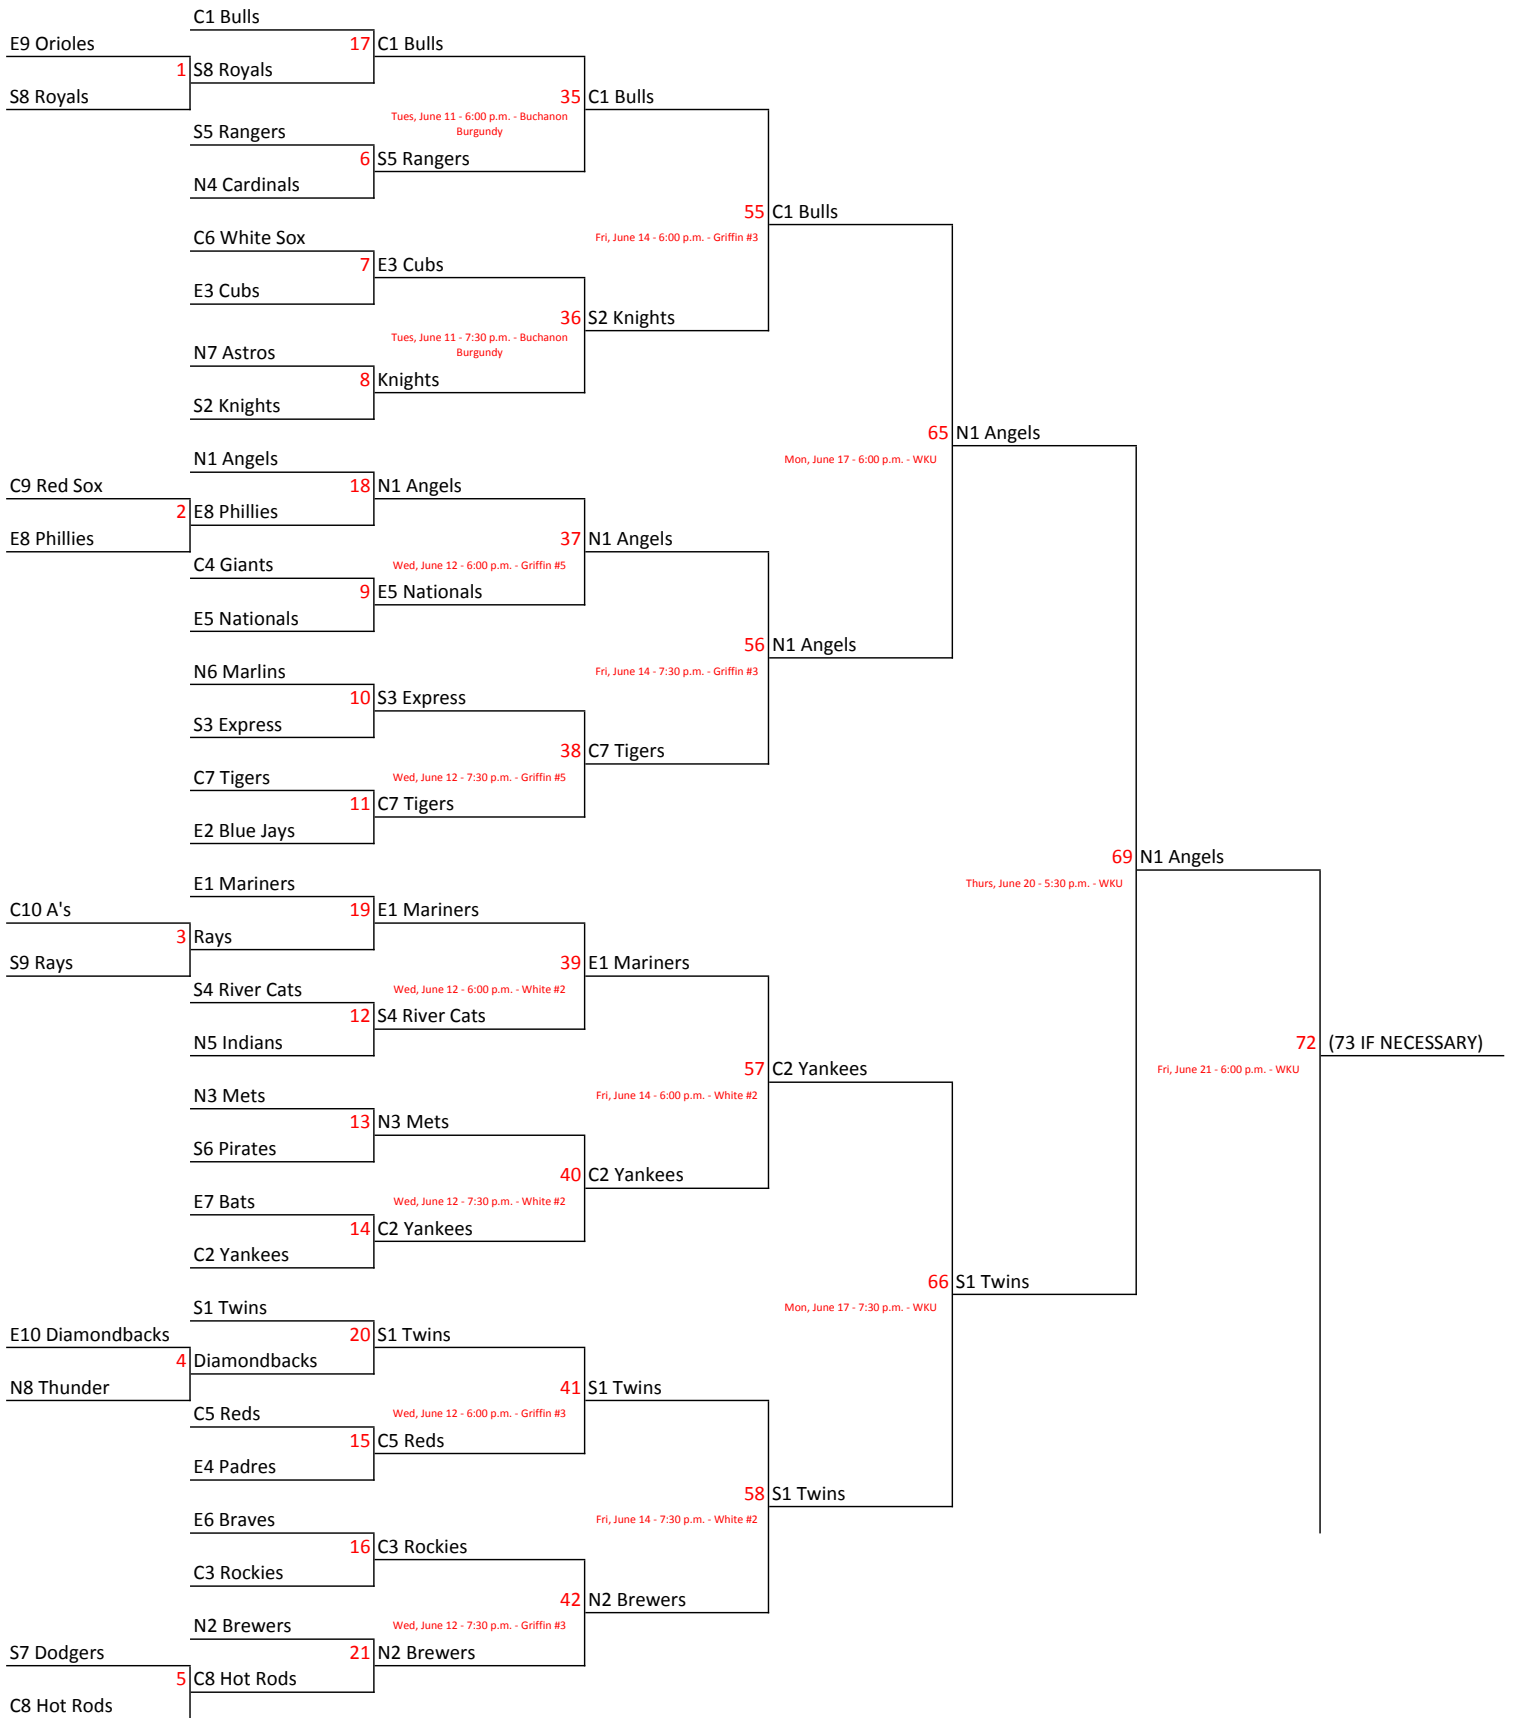 C1 Bulls
E9 Orioles
17 C1 Bulls
1 S8 Royals
S8 Royals
35 C1 Bulls
Tues, June 11 - 6:00 p.m. - Buchanon
Burgundy
S5 Rangers
6 S5 Rangers
N4 Cardinals
55 C1 Bulls
Fri, June 14 - 6:00 p.m. - Griffin #3
C6 White Sox
7 E3 Cubs
E3 Cubs
36 S2 Knights
Tues, June 11 - 7:30 p.m. - Buchanon
Burgundy
N7 Astros
8 Knights
S2 Knights
65 N1 Angels
Mon, June 17 - 6:00 p.m. - WKU
N1 Angels
C9 Red Sox
18 N1 Angels
2 E8 Phillies
E8 Phillies
37 N1 Angels
Wed, June 12 - 6:00 p.m. - Griffin #5
C4 Giants
9 E5 Nationals
E5 Nationals
56 N1 Angels
Fri, June 14 - 7:30 p.m. - Griffin #3
N6 Marlins
10 S3 Express
S3 Express
38 C7 Tigers
Wed, June 12 - 7:30 p.m. - Griffin #5
C7 Tigers
11 C7 Tigers
E2 Blue Jays
69 N1 Angels
Thurs, June 20 - 5:30 p.m. - WKU
E1 Mariners
C10 A's
19 E1 Mariners
3 Rays
S9 Rays
39 E1 Mariners
Wed, June 12 - 6:00 p.m. - White #2
S4 River Cats
12 S4 River Cats
N5 Indians
72 (73 IF NECESSARY)
Fri, June 21 - 6:00 p.m. - WKU
57 C2 Yankees
Fri, June 14 - 6:00 p.m. - White #2
N3 Mets
13 N3 Mets
S6 Pirates
40 C2 Yankees
Wed, June 12 - 7:30 p.m. - White #2
E7 Bats
14 C2 Yankees
C2 Yankees
66 S1 Twins
Mon, June 17 - 7:30 p.m. - WKU
S1 Twins
E10 Diamondbacks
20 S1 Twins
4 Diamondbacks
N8 Thunder
41 S1 Twins
Wed, June 12 - 6:00 p.m. - Griffin #3
C5 Reds
15 C5 Reds
E4 Padres
58 S1 Twins
Fri, June 14 - 7:30 p.m. - White #2
E6 Braves
16 C3 Rockies
C3 Rockies
42 N2 Brewers
Wed, June 12 - 7:30 p.m. - Griffin #3
N2 Brewers
S7 Dodgers
21 N2 Brewers
5 C8 Hot Rods
C8 Hot Rods